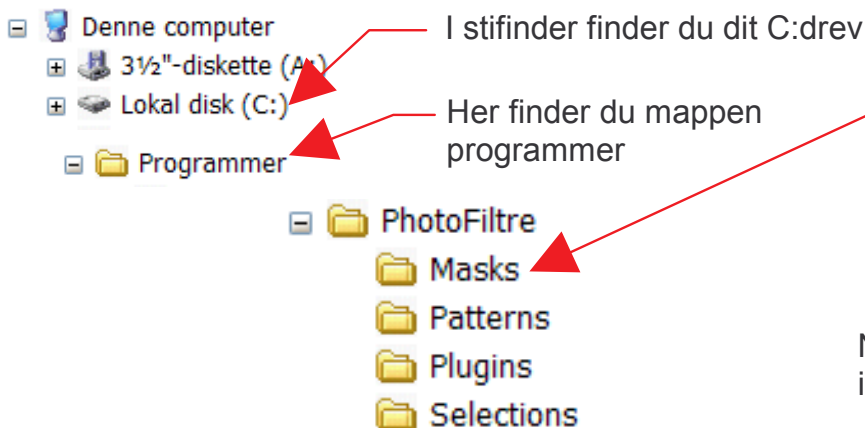 Denne computer
I stifinder finder du dit C:drev
3½"-diskette (A:)
Lokal disk (C:)
Her finder du mappen
programmer
Programmer
PhotoFiltre
Masks
Patterns
Plugins
Selections